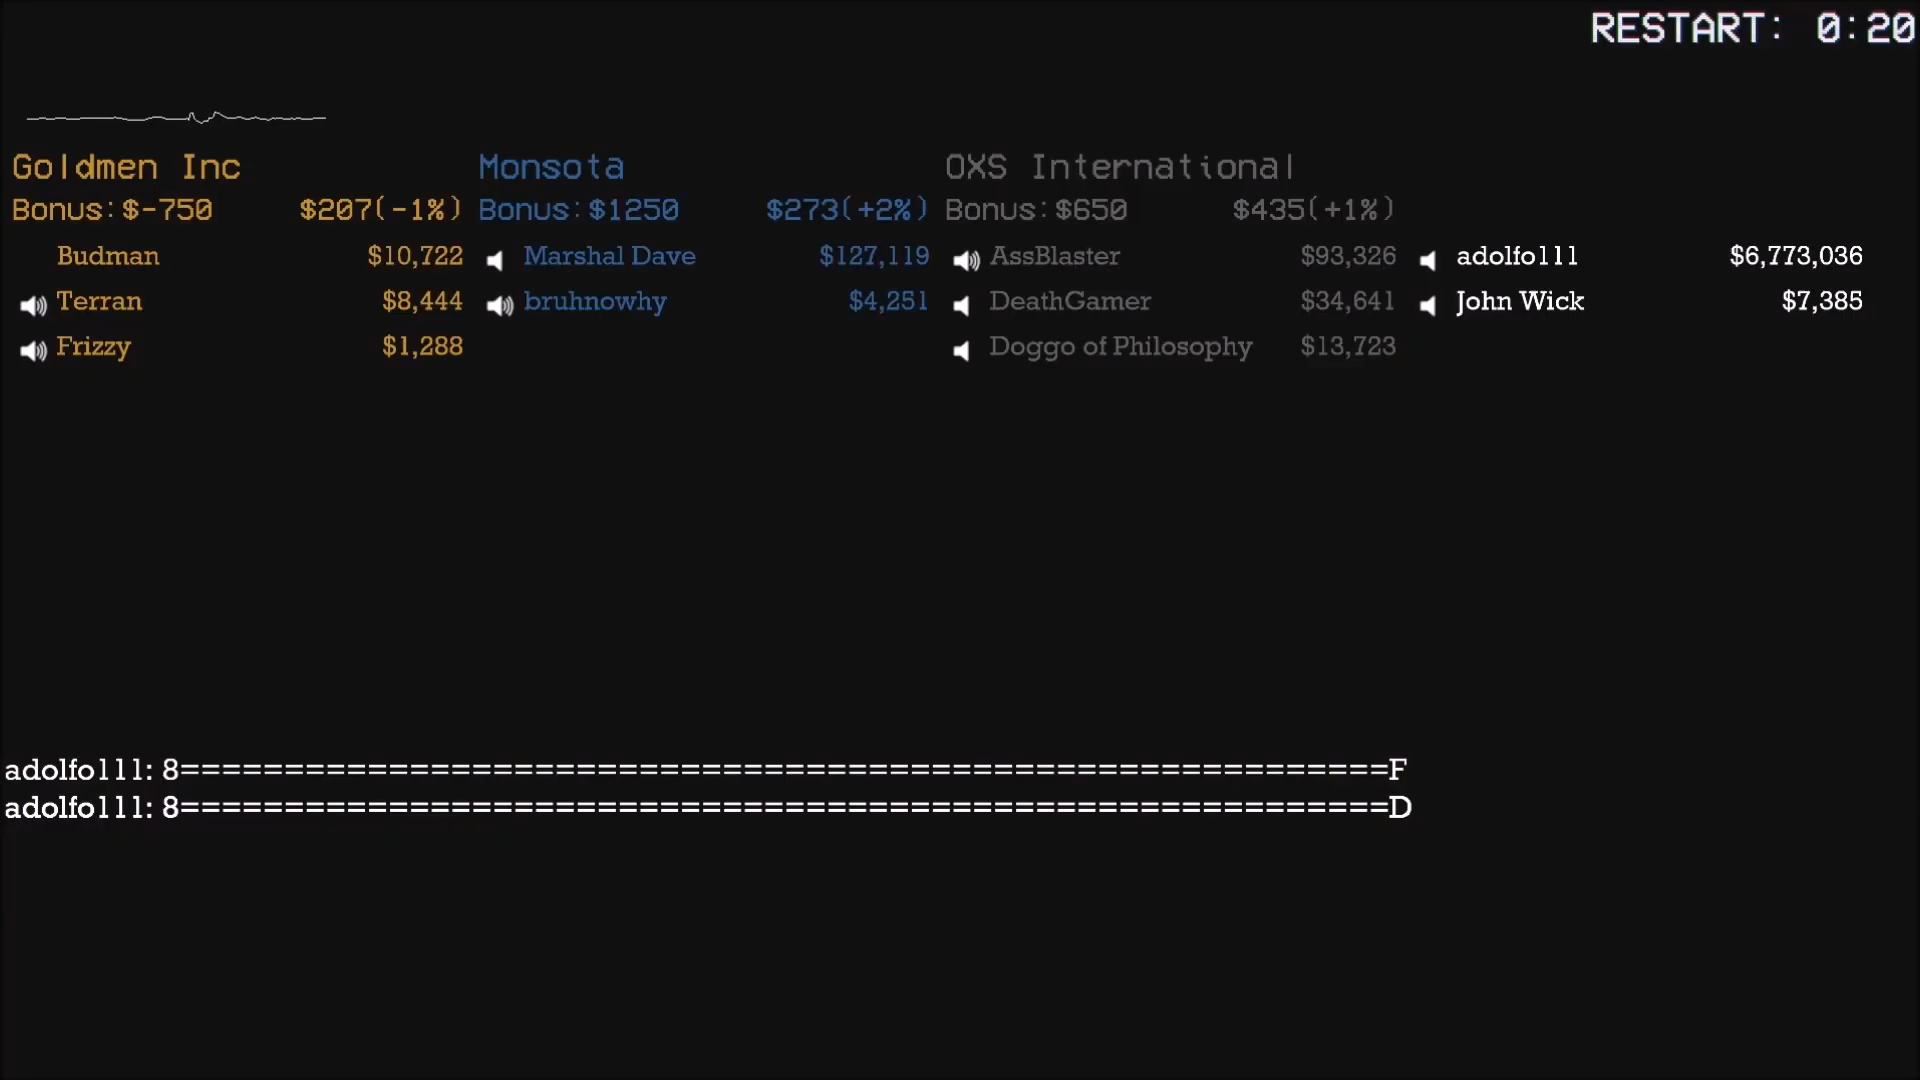 RESTART: 0:20
Goldmen Inc Monsota OXS International
Bonus:$-750 $207(-1%) Bonus:$1250 $273(+2%) Bonus:$650 $435(+1%)
Budman $10,722 Marshal Dave $127,119 AssBlaster $93,326 adolfo111 $6,773,036
Terran $8,444 bruhnowhy $4,251 DeathGamer $34,641 John Wick $7,385
Frizzy $1,288 Doggo of Philosophy $13,723
adolfo111: 8==========================================================F
adolfo111: 8==========================================================D